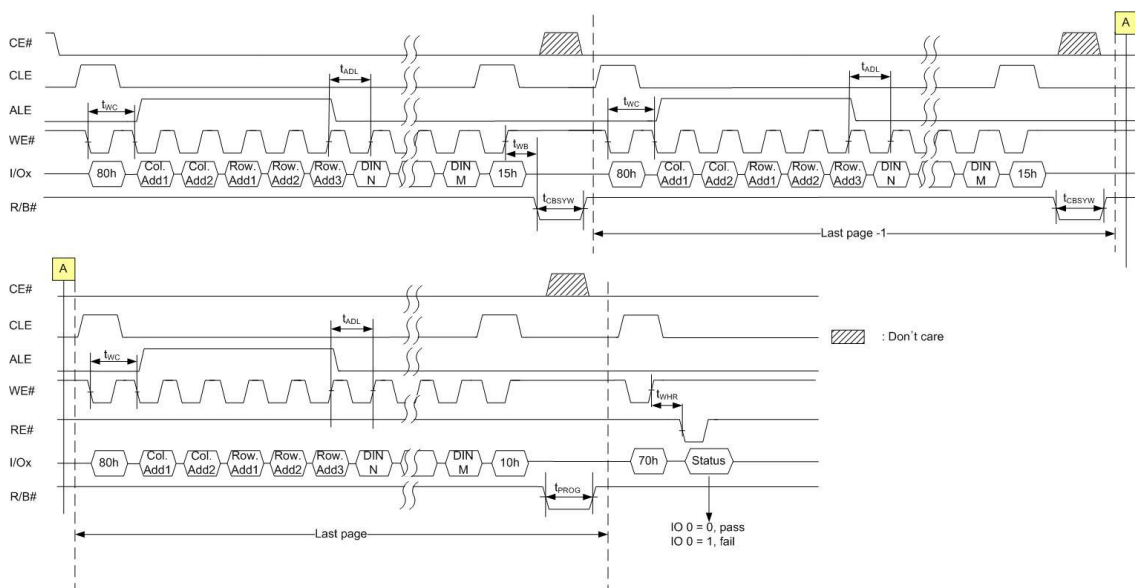 A
CE#
CLE
tADL
tADL
tWC
tWC
ALE
WE#
tWB
I/Ox
80h
Col. Add1
Col. Add2
Row. Add1
Row. Add2
Row. Add3
DIN N
DIN M
15h
80h
Col. Add1
Col. Add2
Row. Add1
Row. Add2
Row. Add3
DIN N
DIN M
15h
R/B#
tCBSYW
tCBSYW
Last page -1
A
CE#
CLE
tADL
: Don't care
ALE
tWC
WE#
tWHR
RE#
I/Ox
80h
Col. Add1
Col. Add2
Row. Add1
Row. Add2
Row. Add3
DIN N
DIN M
10h
70h
Status
R/B#
tPROG
IO 0 = 0, pass
IO 0 = 1, fail
Last page